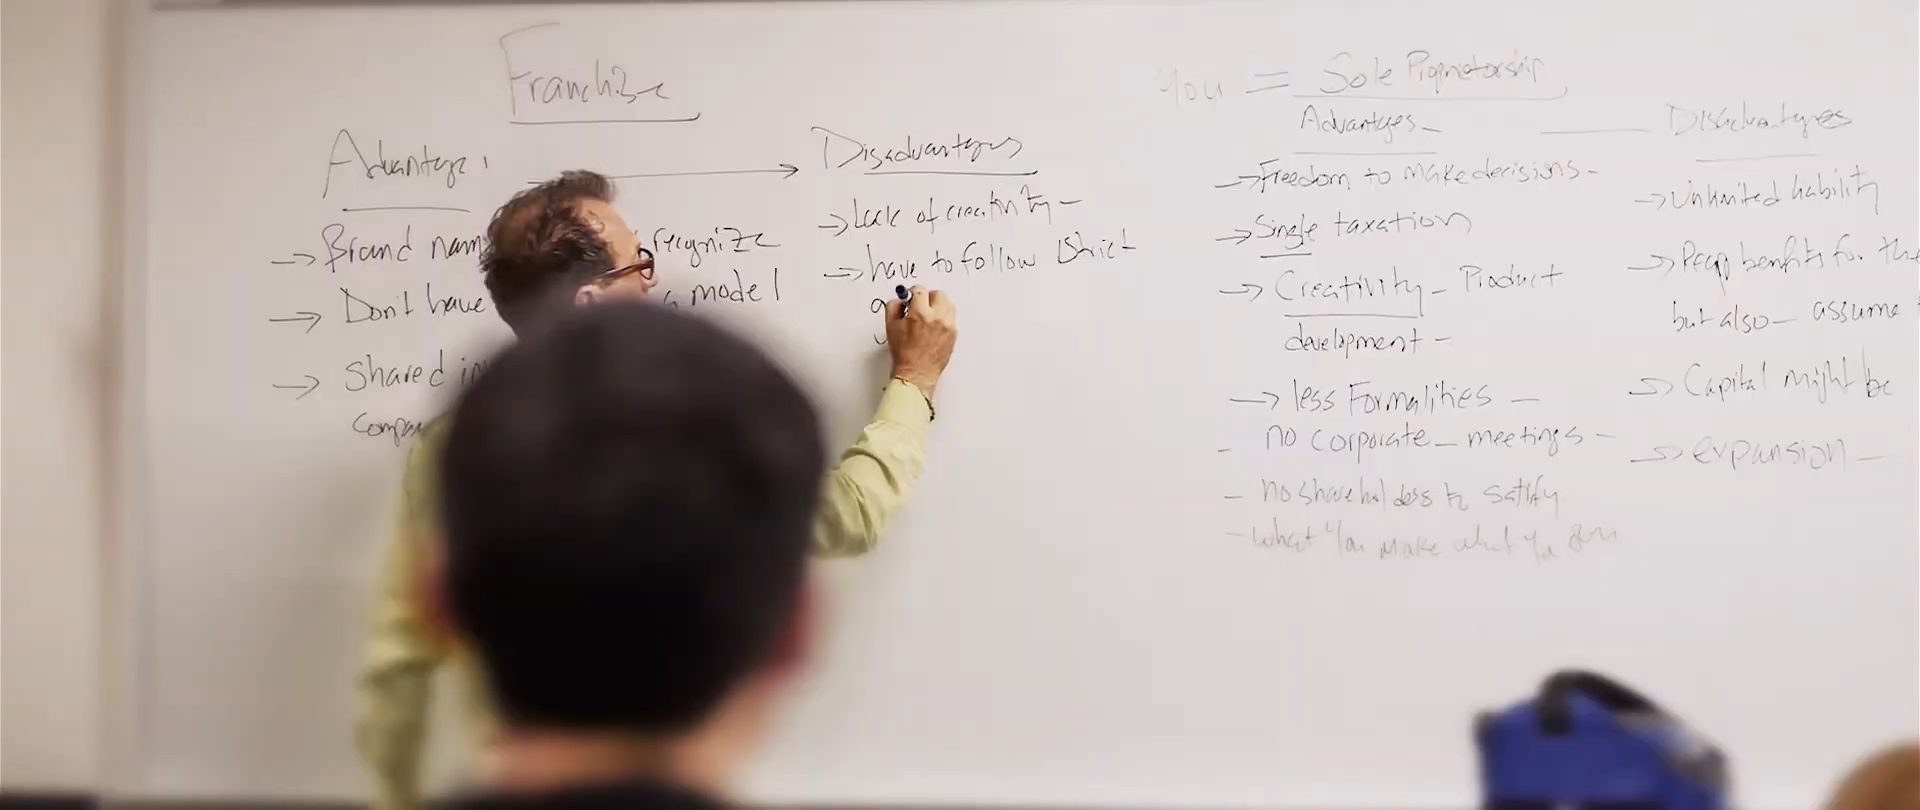 Franchise
Advantage
Disadvantages
→ Brand nam recognize
→ Don't have model
→ Shared in
compa
→ Lack of creativity –
→ have to follow Strict
g
You = Sole Proprietorship
Advantages –
→ Freedom to make decisions –
→ Single taxation
→ Creativity – Product
development –
→ less Formalities –
- no corporate – meetings –
- no shareholders to satisfy
- what you make what you
Disadvantages
→ Unlimited liability
→ Reap benefits for the
but also – assume
→ Capital might be
→ expansion –